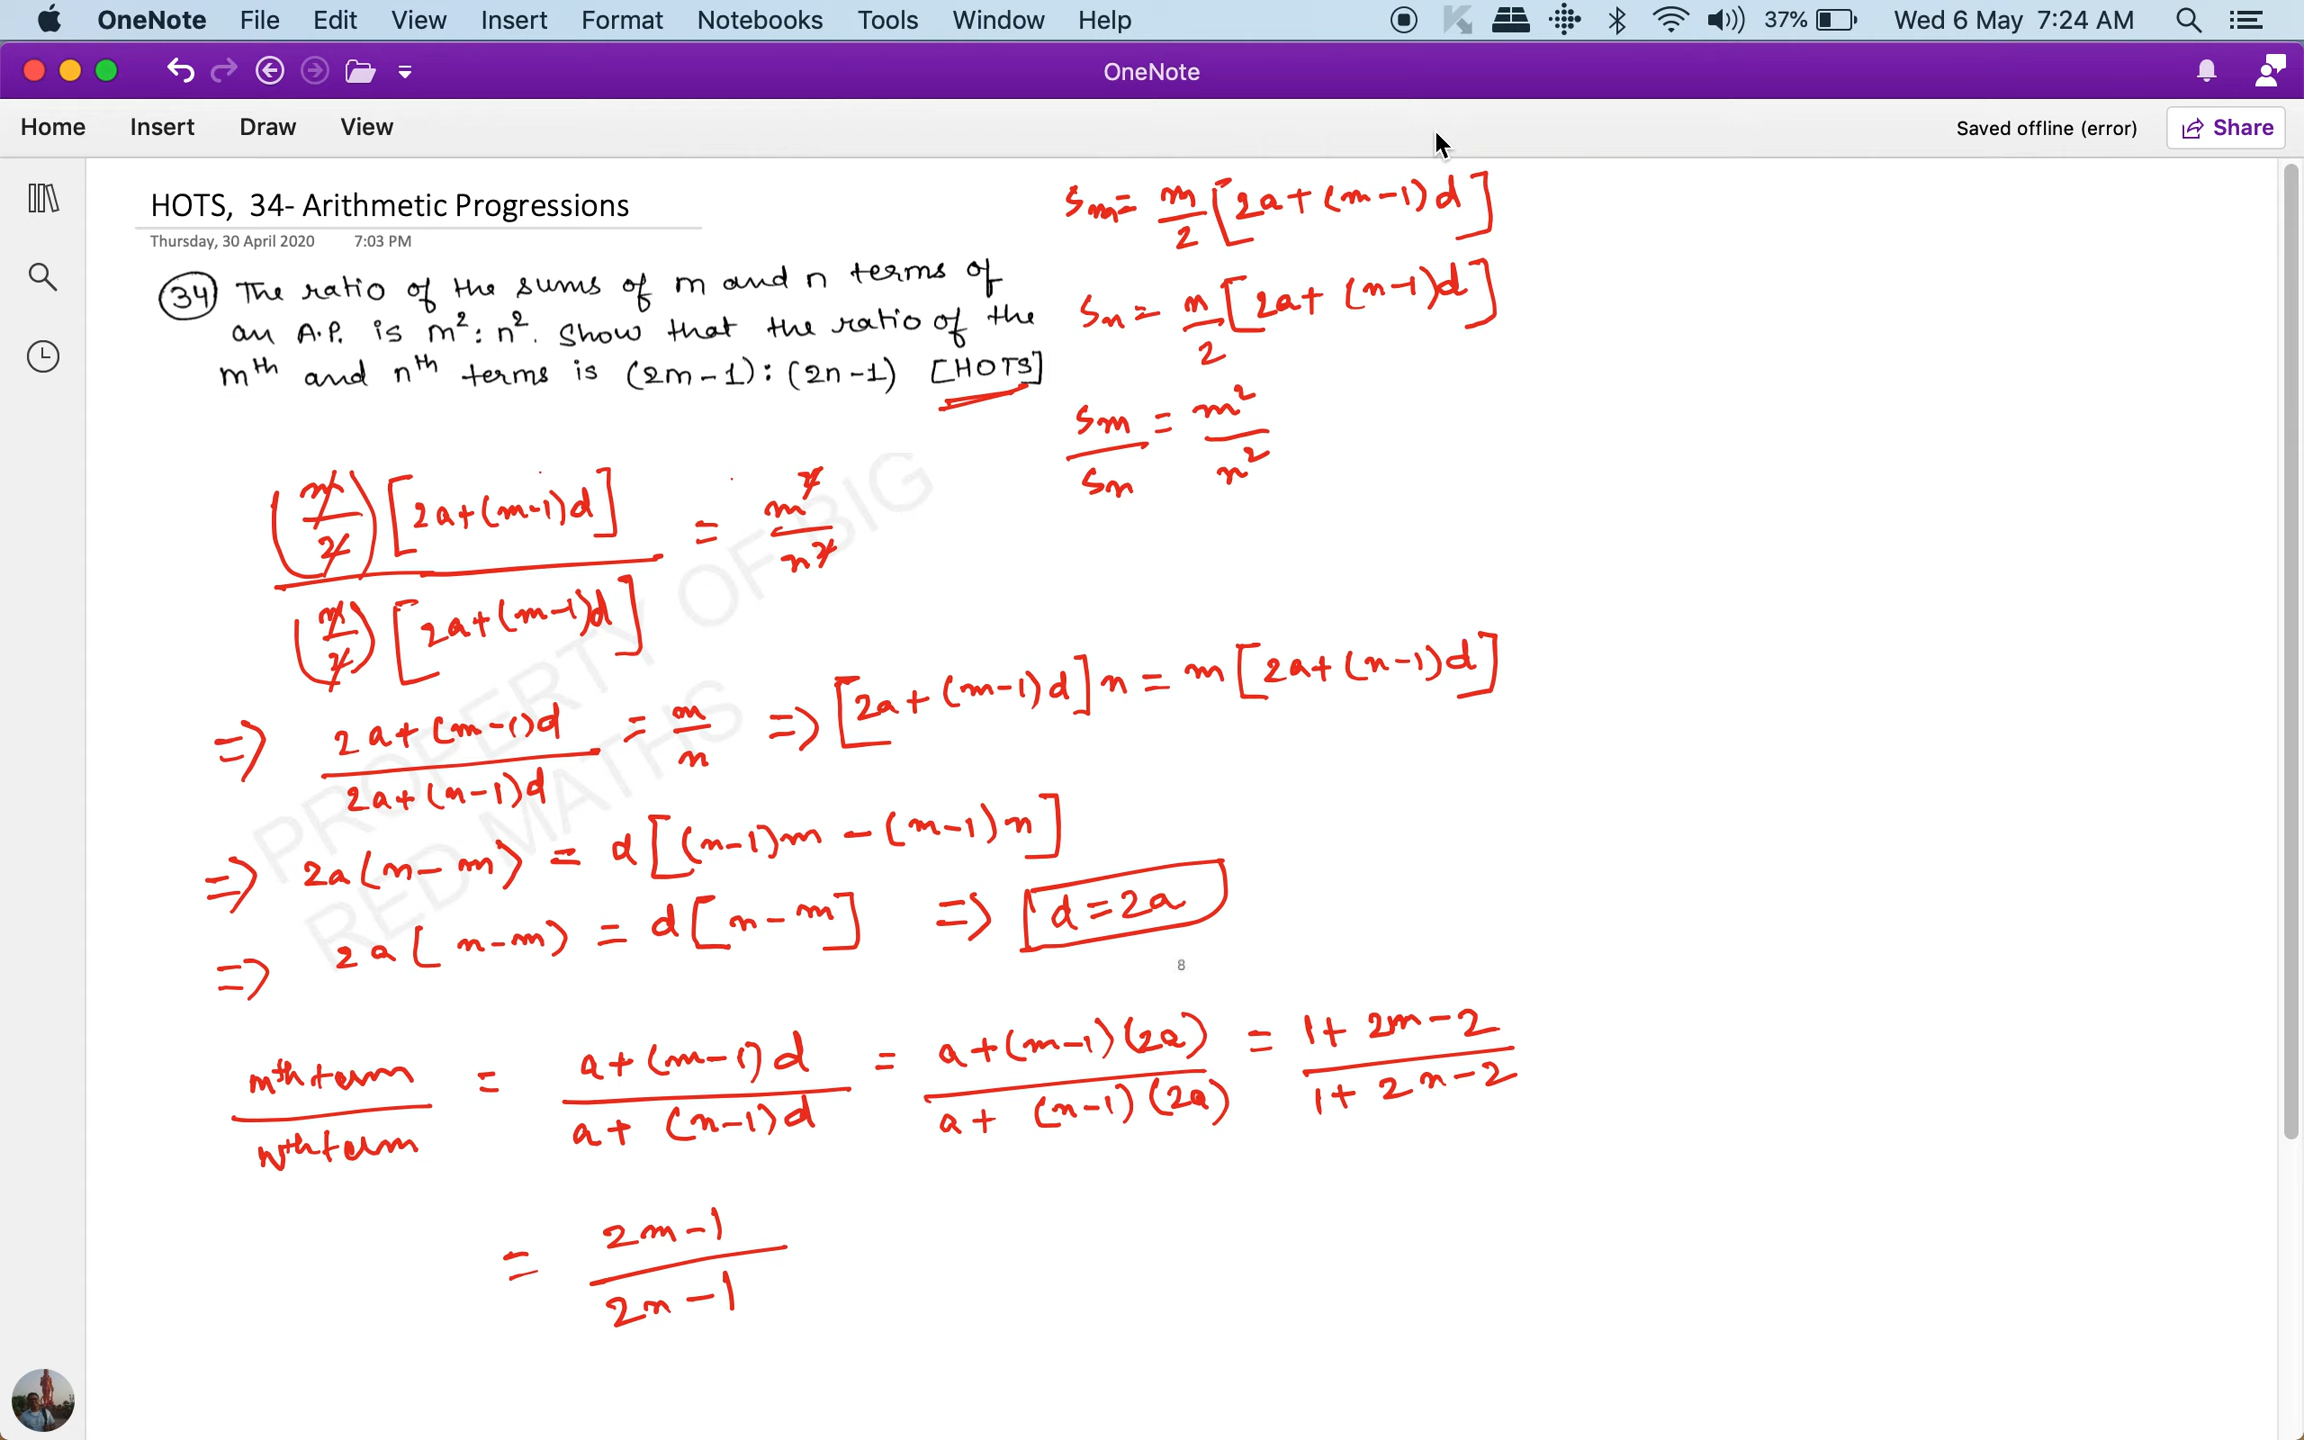 OneNote File Edit View Insert Format Notebooks Tools Window Help 37% Wed 6 May 7:24 AM
OneNote
Home Insert Draw View Saved offline (error) Share
HOTS, 34- Arithmetic Progressions
Thursday, 30 April 2020 7:03 PM
(34) The ratio of the sums of m and n terms of
an A.P. is m²: n². Show that the ratio of the
mth and nth terms is (2m-1):(2n-1) [HOTS]
Sm= m/2 [2a+(m-1)d]
Sn= n/2 [2a+ (n-1)d]
Sm/Sn = m²/n²
(m/2) [2a+(m-1)d] / (n/2) [2a+(n-1)d] = m²/n²
=> 2a+(m-1)d / 2a+(n-1)d = m/n => [2a+(m-1)d]n = m[2a+(n-1)d]
=> 2a(n-m) = d[(n-1)m - (m-1)n]
=> 2a(n-m) = d[n-m] => d=2a
8
mth term / nth term = a+(m-1)d / a+(n-1)d = a+(m-1)(2a) / a+(n-1)(2a) = 1+2m-2 / 1+2n-2
= 2m-1 / 2n-1
PROPERTY OF BIG
RED MATHS